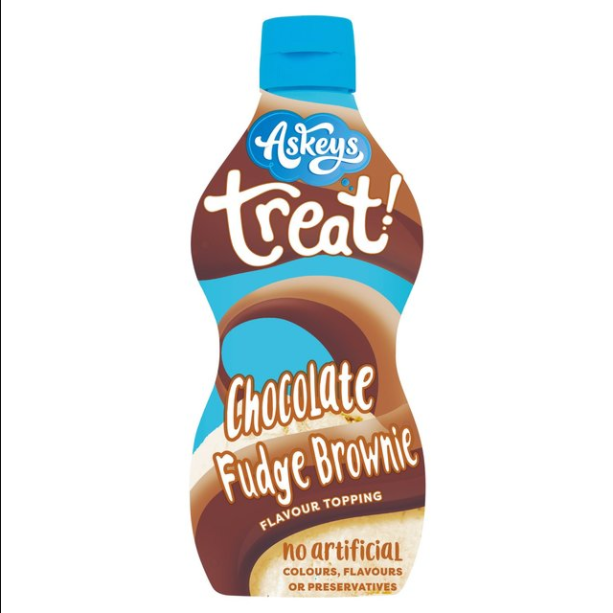 Askeys
treat!
Chocolate
Fudge Brownie
FLAVOUR TOPPING
no artificial
COLOURS, FLAVOURS
OR PRESERVATIVES